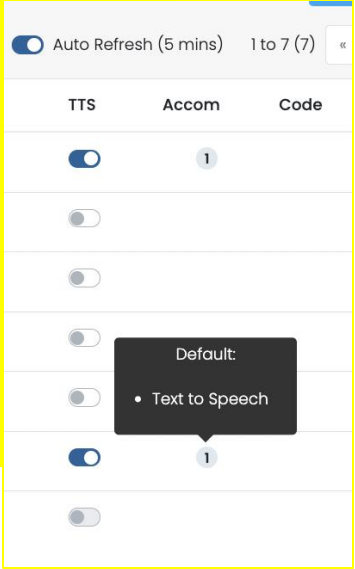 Auto Refresh (5 mins) 1 to 7 (7) «
TTS Accom Code
1
Default:
• Text to Speech
1